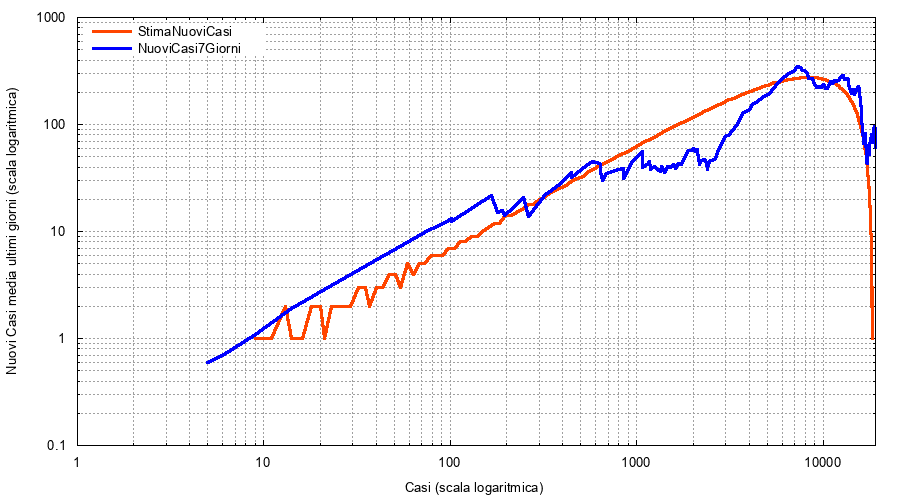 1000
StimaNuoviCasi
NuoviCasi7Giorni
100
10
1
0.1
Nuovi Casi media ultimi giorni (scala logaritmica)
1
10
100
1000
10000
Casi (scala logaritmica)